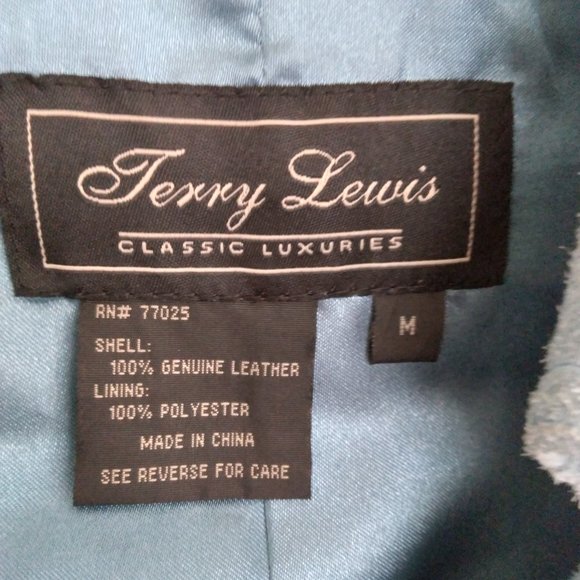 Terry Lewis
CLASSIC LUXURIES
RN# 77025
M
SHELL:
100% GENUINE LEATHER
LINING:
100% POLYESTER
MADE IN CHINA
SEE REVERSE FOR CARE